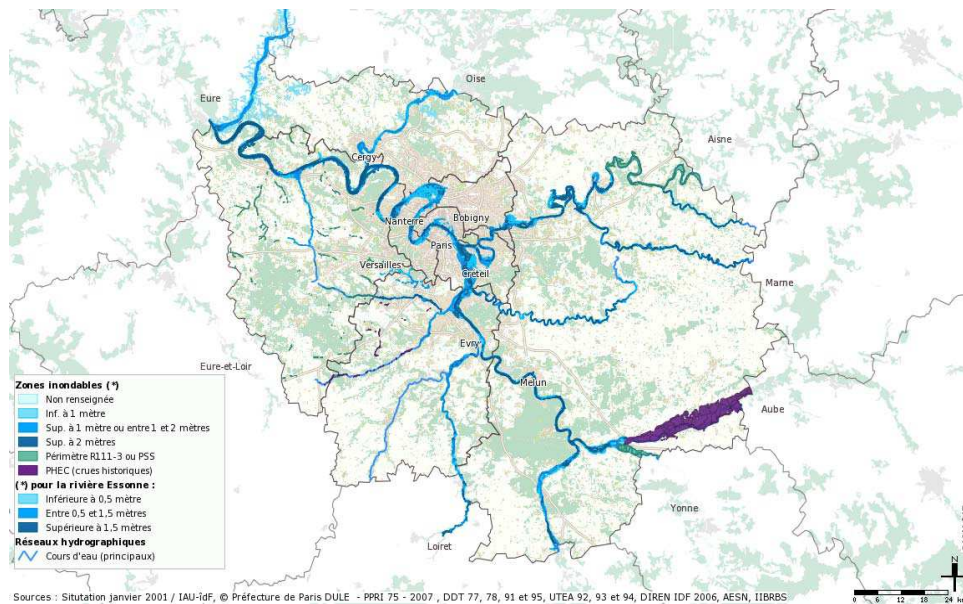 Oise
Eure
Aisne
Cergy
Nanterre
Bobigny
Paris
Versailles
Créteil
Marne
Evry
Eure-et-Loir
Melun
Aube
Yonne
Loiret
Zones inondables (*)
Non renseignée
Inf. à 1 mètre
Sup. à 1 mètre ou entre 1 et 2 mètres
Sup. à 2 mètres
Périmètre R111-3 ou PSS
PHEC (crues historiques)
(*) pour la rivière Essonne :
Inférieure à 0,5 mètre
Entre 0,5 et 1,5 mètres
Supérieure à 1,5 mètres
Réseaux hydrographiques
Cours d'eau (principaux)
N
0 6 12 18 24 km
Sources : Situtation janvier 2001 / IAU-îdF, © Préfecture de Paris DULE - PPRI 75 - 2007 , DDT 77, 78, 91 et 95, UTEA 92, 93 et 94, DIREN IDF 2006, AESN, IIBRBS